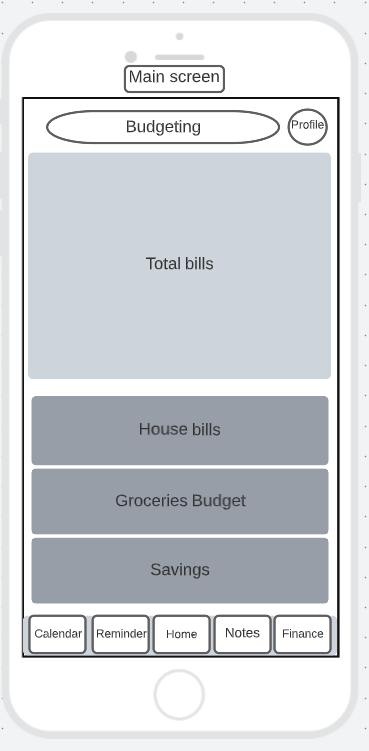 Main screen
Budgeting
Profile
Total bills
House bills
Groceries Budget
Savings
Calendar
Reminder
Home
Notes
Finance